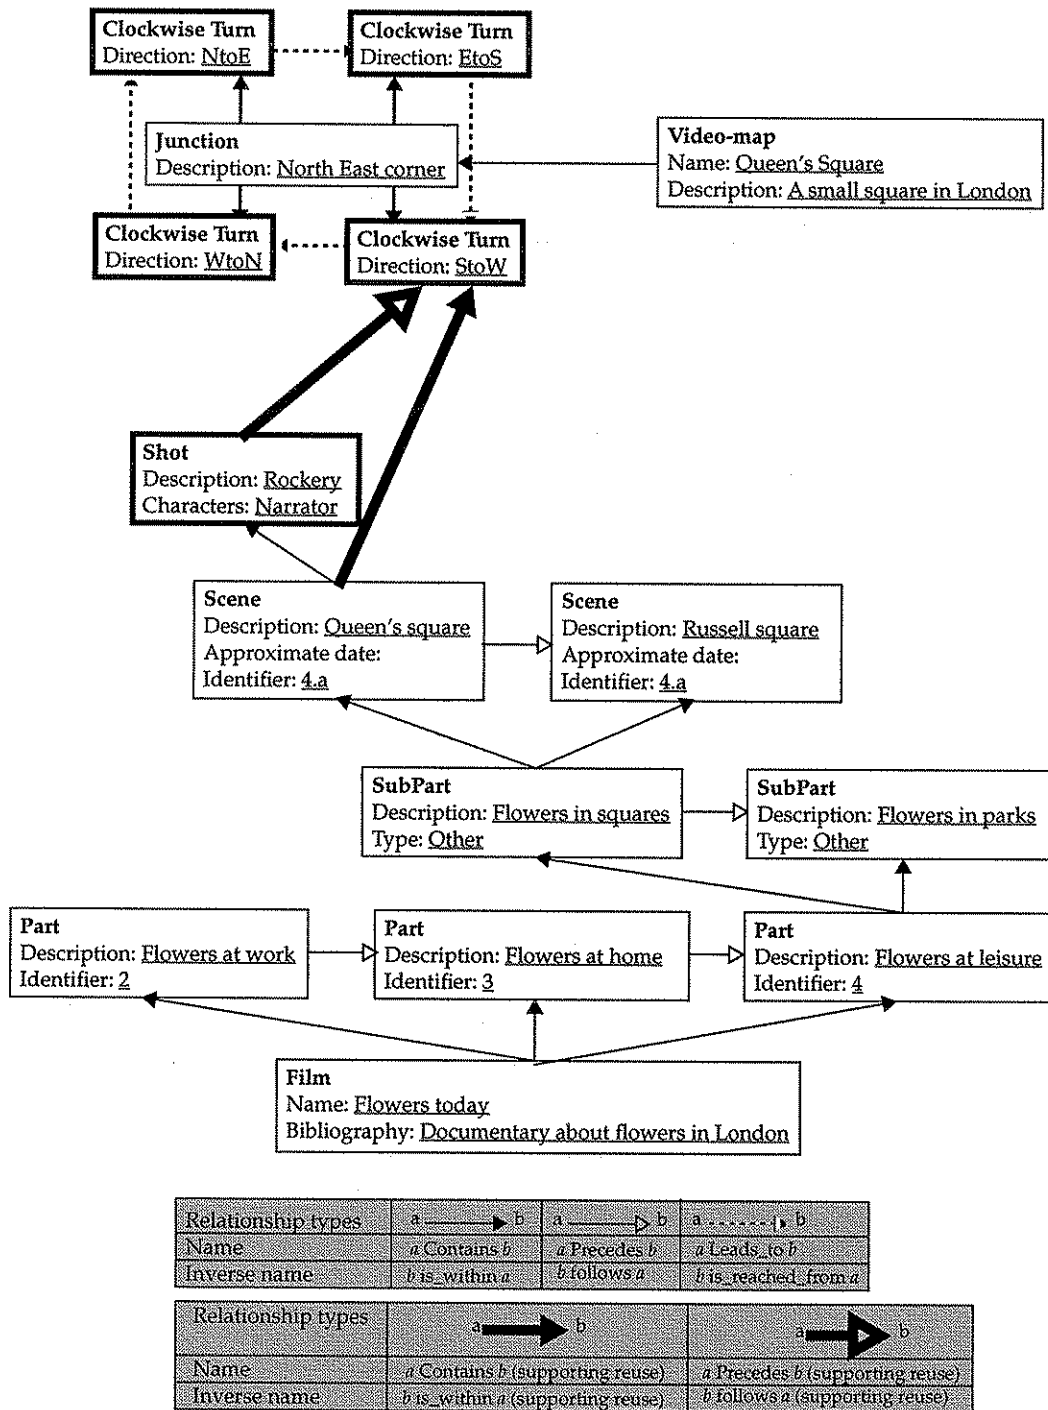 Clockwise Turn
Direction: NtoE
Clockwise Turn
Direction: EtoS
Junction
Description: North East corner
Video-map
Name: Queen's Square
Description: A small square in London
Clockwise Turn
Direction: WtoN
Clockwise Turn
Direction: StoW
Shot
Description: Rockery
Characters: Narrator
Scene
Description: Queen's square
Approximate date:
Identifier: 4.a
Scene
Description: Russell square
Approximate date:
Identifier: 4.a
SubPart
Description: Flowers in squares
Type: Other
SubPart
Description: Flowers in parks
Type: Other
Part
Description: Flowers at work
Identifier: 2
Part
Description: Flowers at home
Identifier: 3
Part
Description: Flowers at leisure
Identifier: 4
Film
Name: Flowers today
Bibliography: Documentary about flowers in London
Relationship types a b a b a b
Name a Contains b a Precedes b a Leads_to b
Inverse name b is_within a b follows a b is_reached_from a
Relationship types a b a b
Name a Contains b (supporting reuse) a Precedes b (supporting reuse)
Inverse name b is_within a (supporting reuse) b follows a (supporting reuse)